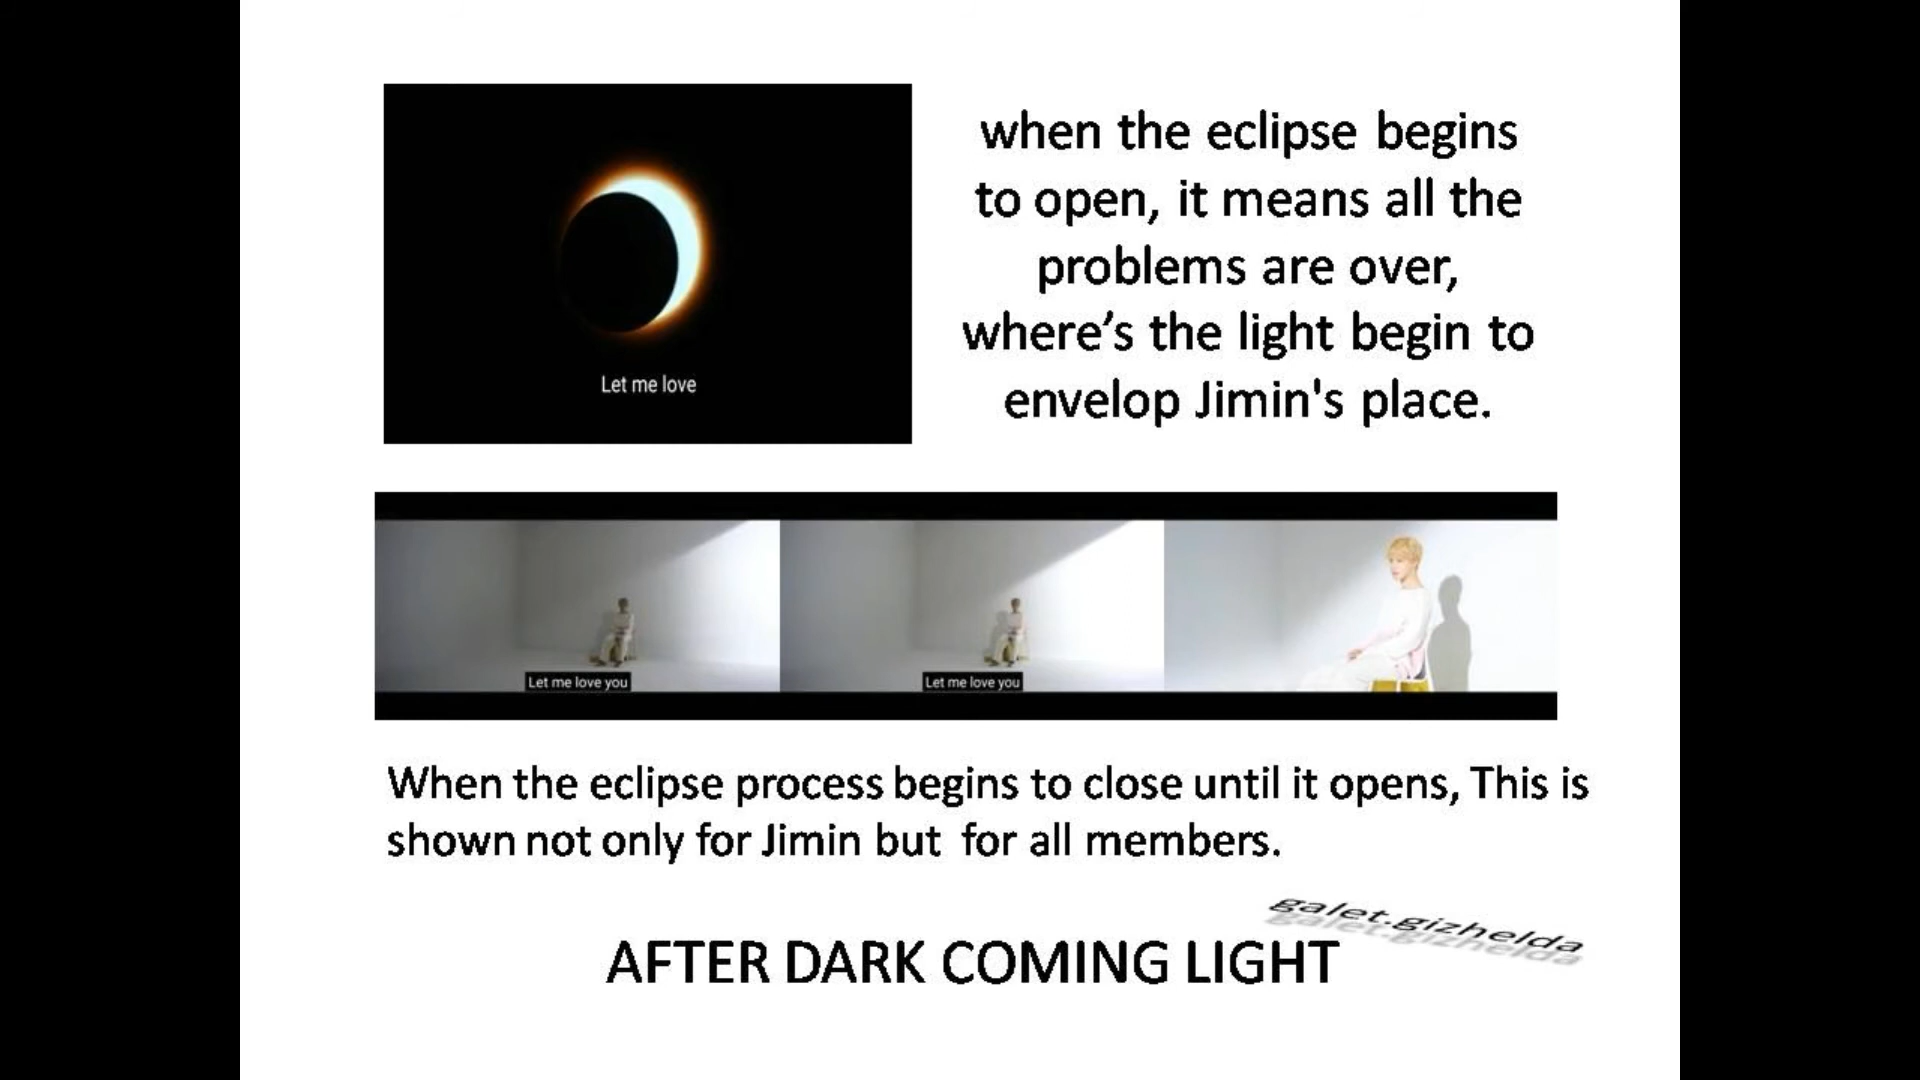 when the eclipse begins
to open, it means all the
problems are over,
where’s the light begin to
envelop Jimin's place.
Let me love
Let me love you
Let me love you
When the eclipse process begins to close until it opens, This is
shown not only for Jimin but for all members.
galet.gizhelda
AFTER DARK COMING LIGHT